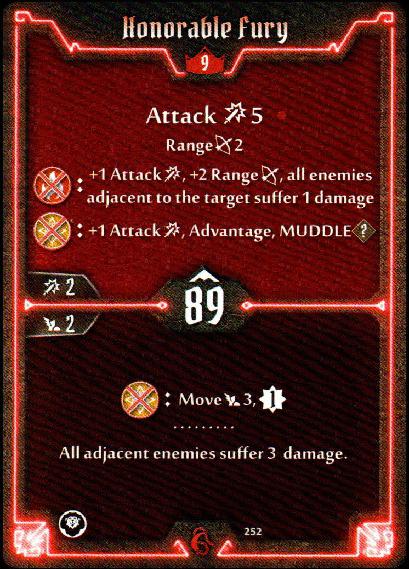 Honorable Fury
9
Attack 5
Range 2
: +1 Attack, +2 Range, all enemies
adjacent to the target suffer 1 damage
: +1 Attack, Advantage, MUDDLE ?
2
89
2
: Move 3, 1
.........
All adjacent enemies suffer 3 damage.
252